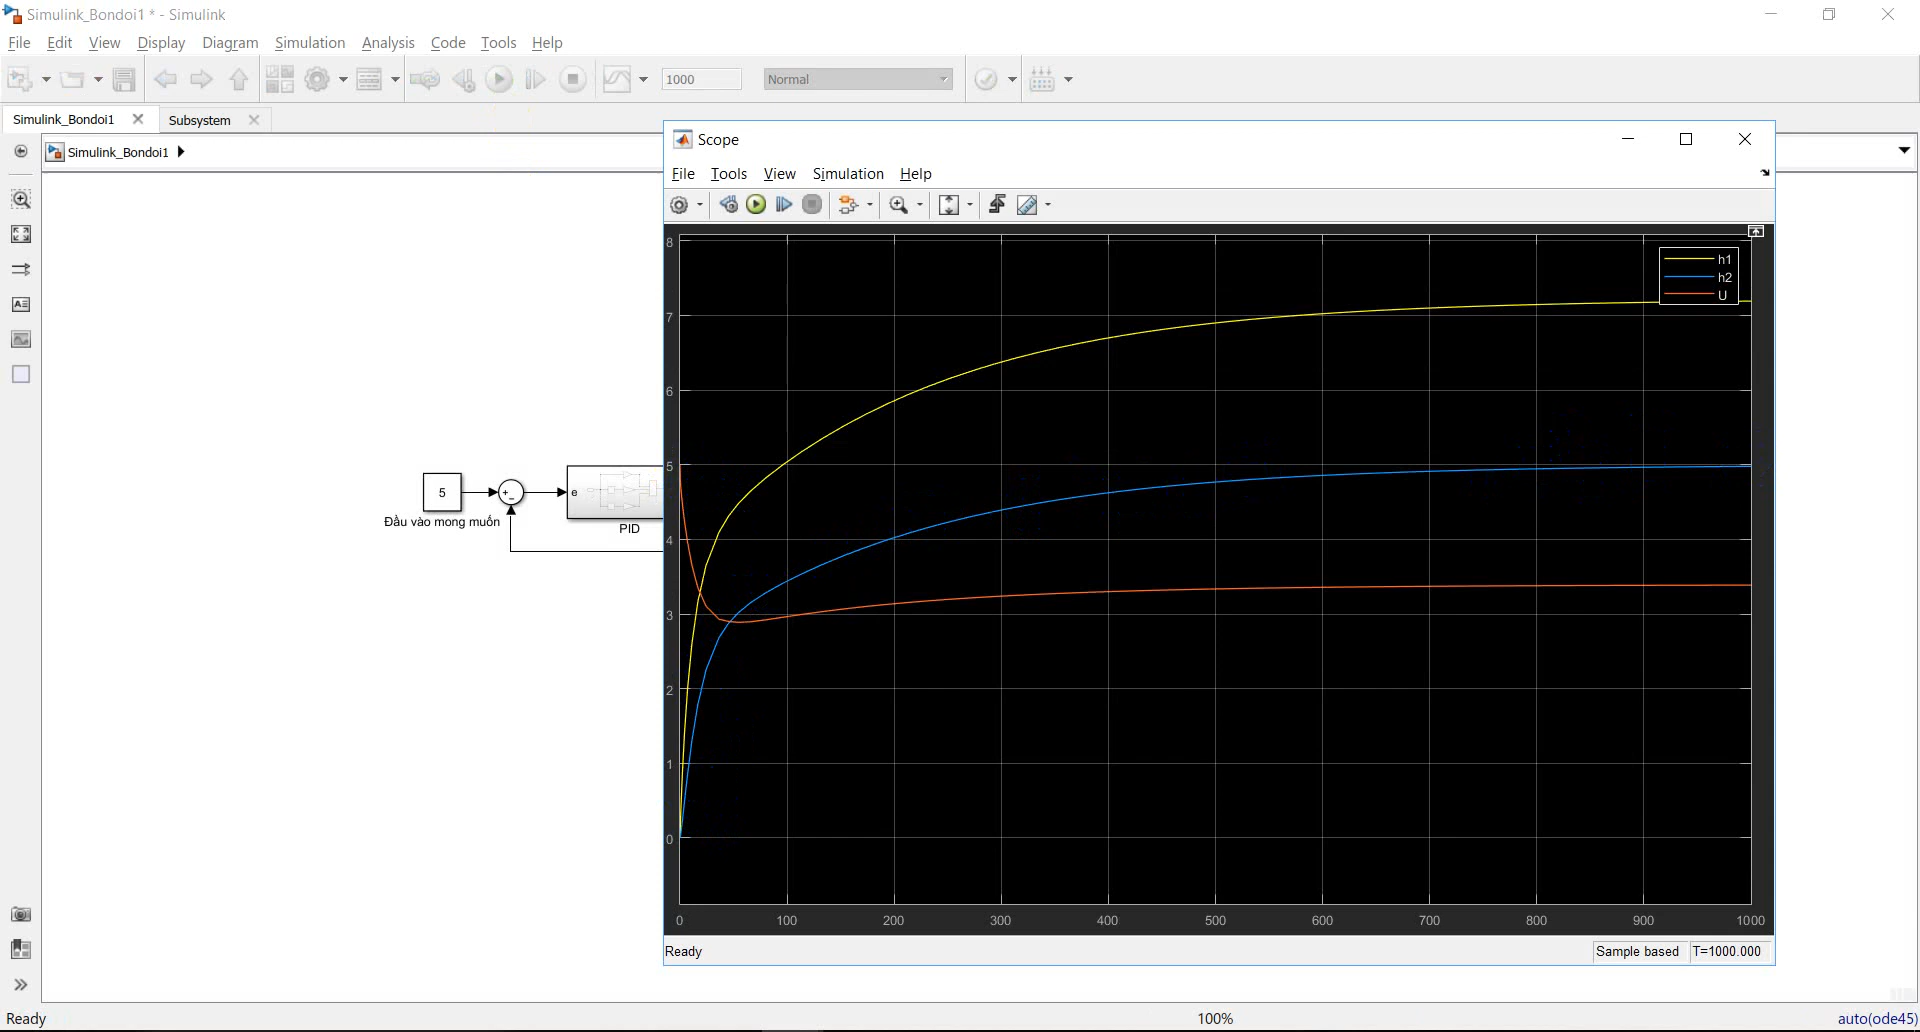 Simulink_Bondoi1 * - Simulink
File Edit View Display Diagram Simulation Analysis Code Tools Help
1000 Normal
Simulink_Bondoi1 Subsystem
Simulink_Bondoi1
Scope
File Tools View Simulation Help
8
7
6
5
4
3
2
1
0
h1
h2
U
0 100 200 300 400 500 600 700 800 900 1000
Ready Sample based T=1000.000
5
+
-
e
Đầu vào mong muốn
PID
Ready 100% auto(ode45)